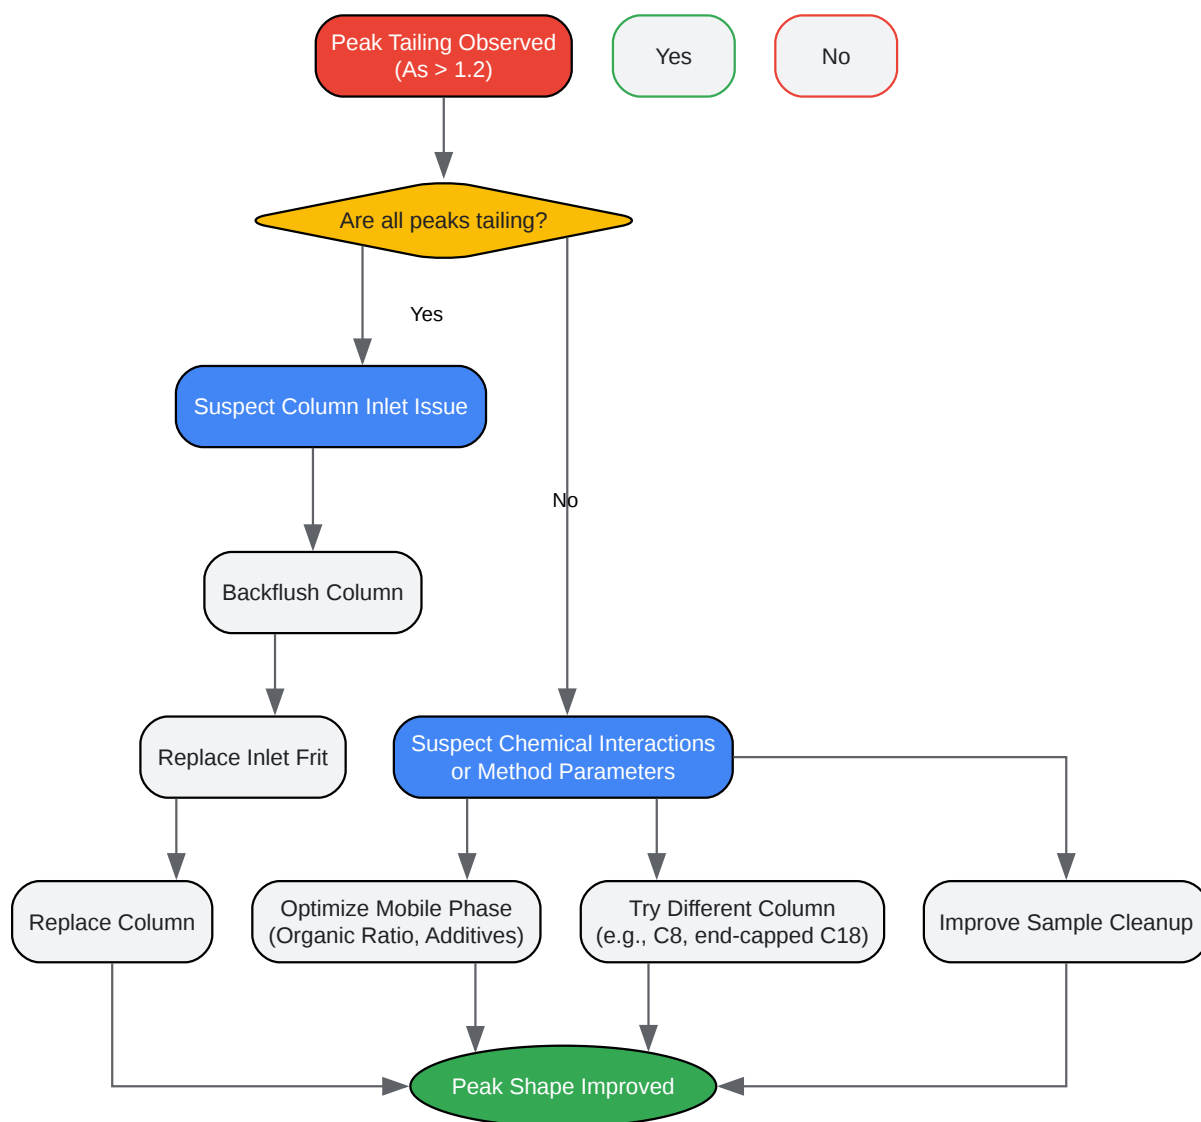 Peak Tailing Observed
(As > 1.2)
Yes
No
Are all peaks tailing?
Yes
Suspect Column Inlet Issue
No
Backflush Column
Replace Inlet Frit
Suspect Chemical Interactions
or Method Parameters
Replace Column
Optimize Mobile Phase
(Organic Ratio, Additives)
Try Different Column
(e.g., C8, end-capped C18)
Improve Sample Cleanup
Peak Shape Improved